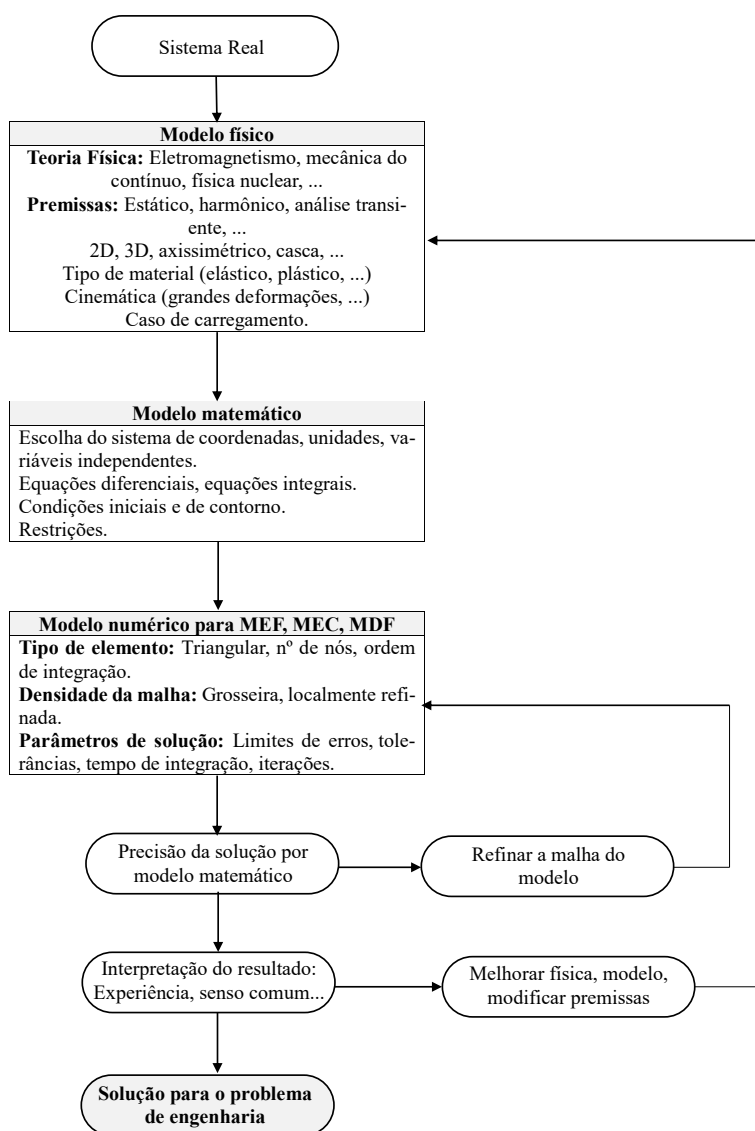 Sistema Real
Modelo físico
Teoria Física: Eletromagnetismo, mecânica do
contínuo, física nuclear, ...
Premissas: Estático, harmônico, análise transi-
ente, ...
2D, 3D, axissimétrico, casca, ...
Tipo de material (elástico, plástico, ...)
Cinemática (grandes deformações, ...)
Caso de carregamento.
Modelo matemático
Escolha do sistema de coordenadas, unidades, va-
riáveis independentes.
Equações diferenciais, equações integrais.
Condições iniciais e de contorno.
Restrições.
Modelo numérico para MEF, MEC, MDF
Tipo de elemento: Triangular, nº de nós, ordem
de integração.
Densidade da malha: Grosseira, localmente refi-
nada.
Parâmetros de solução: Limites de erros, tole-
râncias, tempo de integração, iterações.
Precisão da solução por
modelo matemático
Refinar a malha do
modelo
Interpretação do resultado:
Experiência, senso comum...
Melhorar física, modelo,
modificar premissas
Solução para o problema
de engenharia